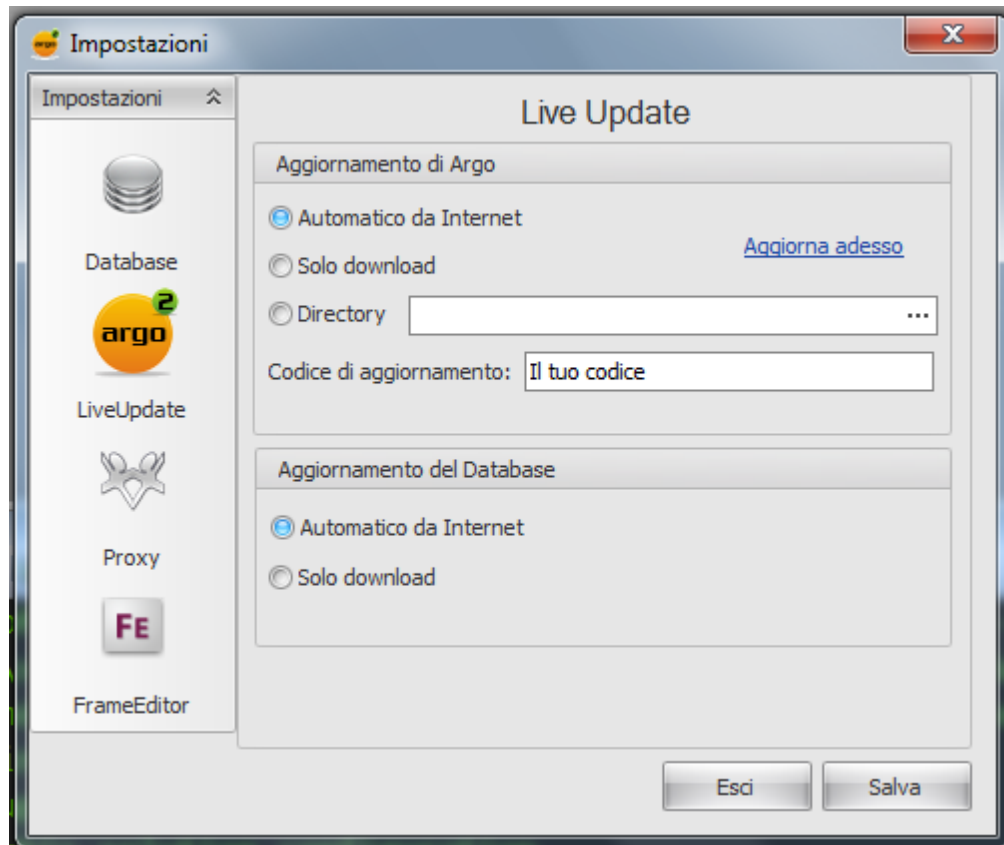 Impostazioni
Impostazioni
Database
argo 2
LiveUpdate
Proxy
FE
FrameEditor
Live Update
Aggiornamento di Argo
Automatico da Internet
Aggiorna adesso
Solo download
Directory
...
Codice di aggiornamento: Il tuo codice
Aggiornamento del Database
Automatico da Internet
Solo download
Esci
Salva